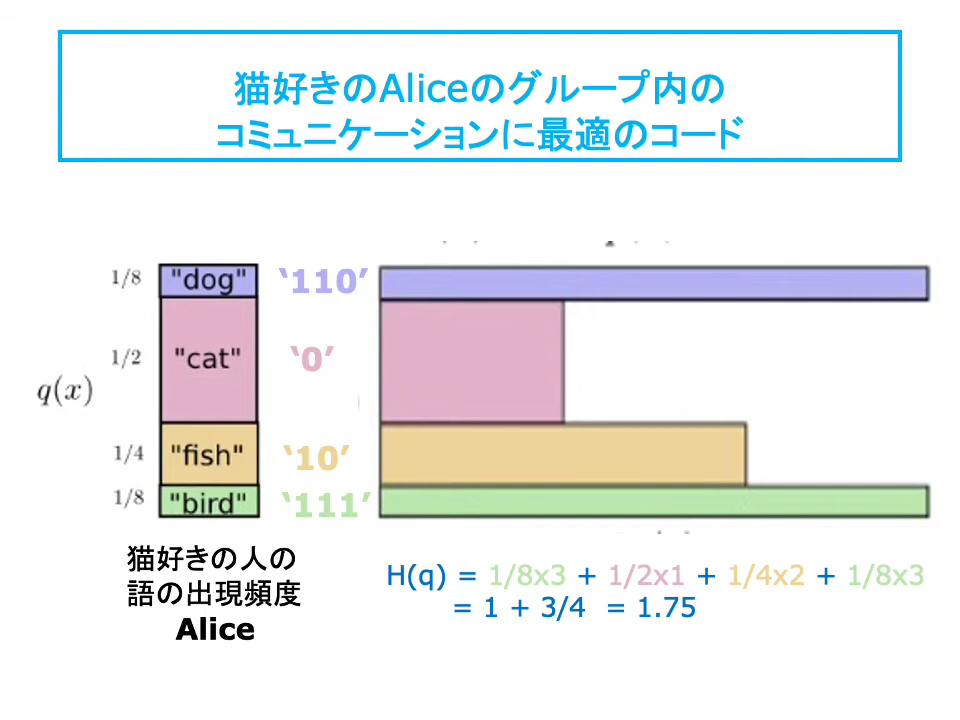 猫好きのAliceのグループ内の
コミュニケーションに最適のコード
1/8 "dog" ‘110’
1/2 "cat" ‘0’
q(x)
1/4 "fish" ‘10’
1/8 "bird" ‘111’
猫好きの人の
語の出現頻度
Alice
H(q) = 1/8x3 + 1/2x1 + 1/4x2 + 1/8x3
= 1 + 3/4 = 1.75